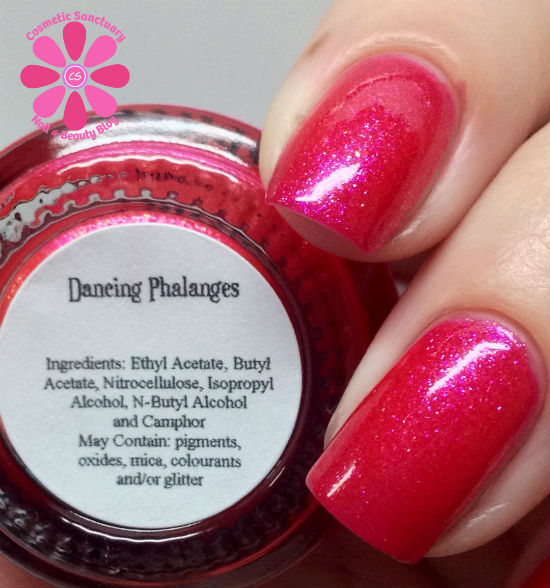 Cosmetic Sanctuary
CS
Nail & Beauty Blog
Dancing Phalanges
Ingredients: Ethyl Acetate, Butyl
Acetate, Nitrocellulose, Isopropyl
Alcohol, N-Butyl Alcohol
and Camphor
May Contain: pigments,
oxides, mica, colourants
and/or glitter